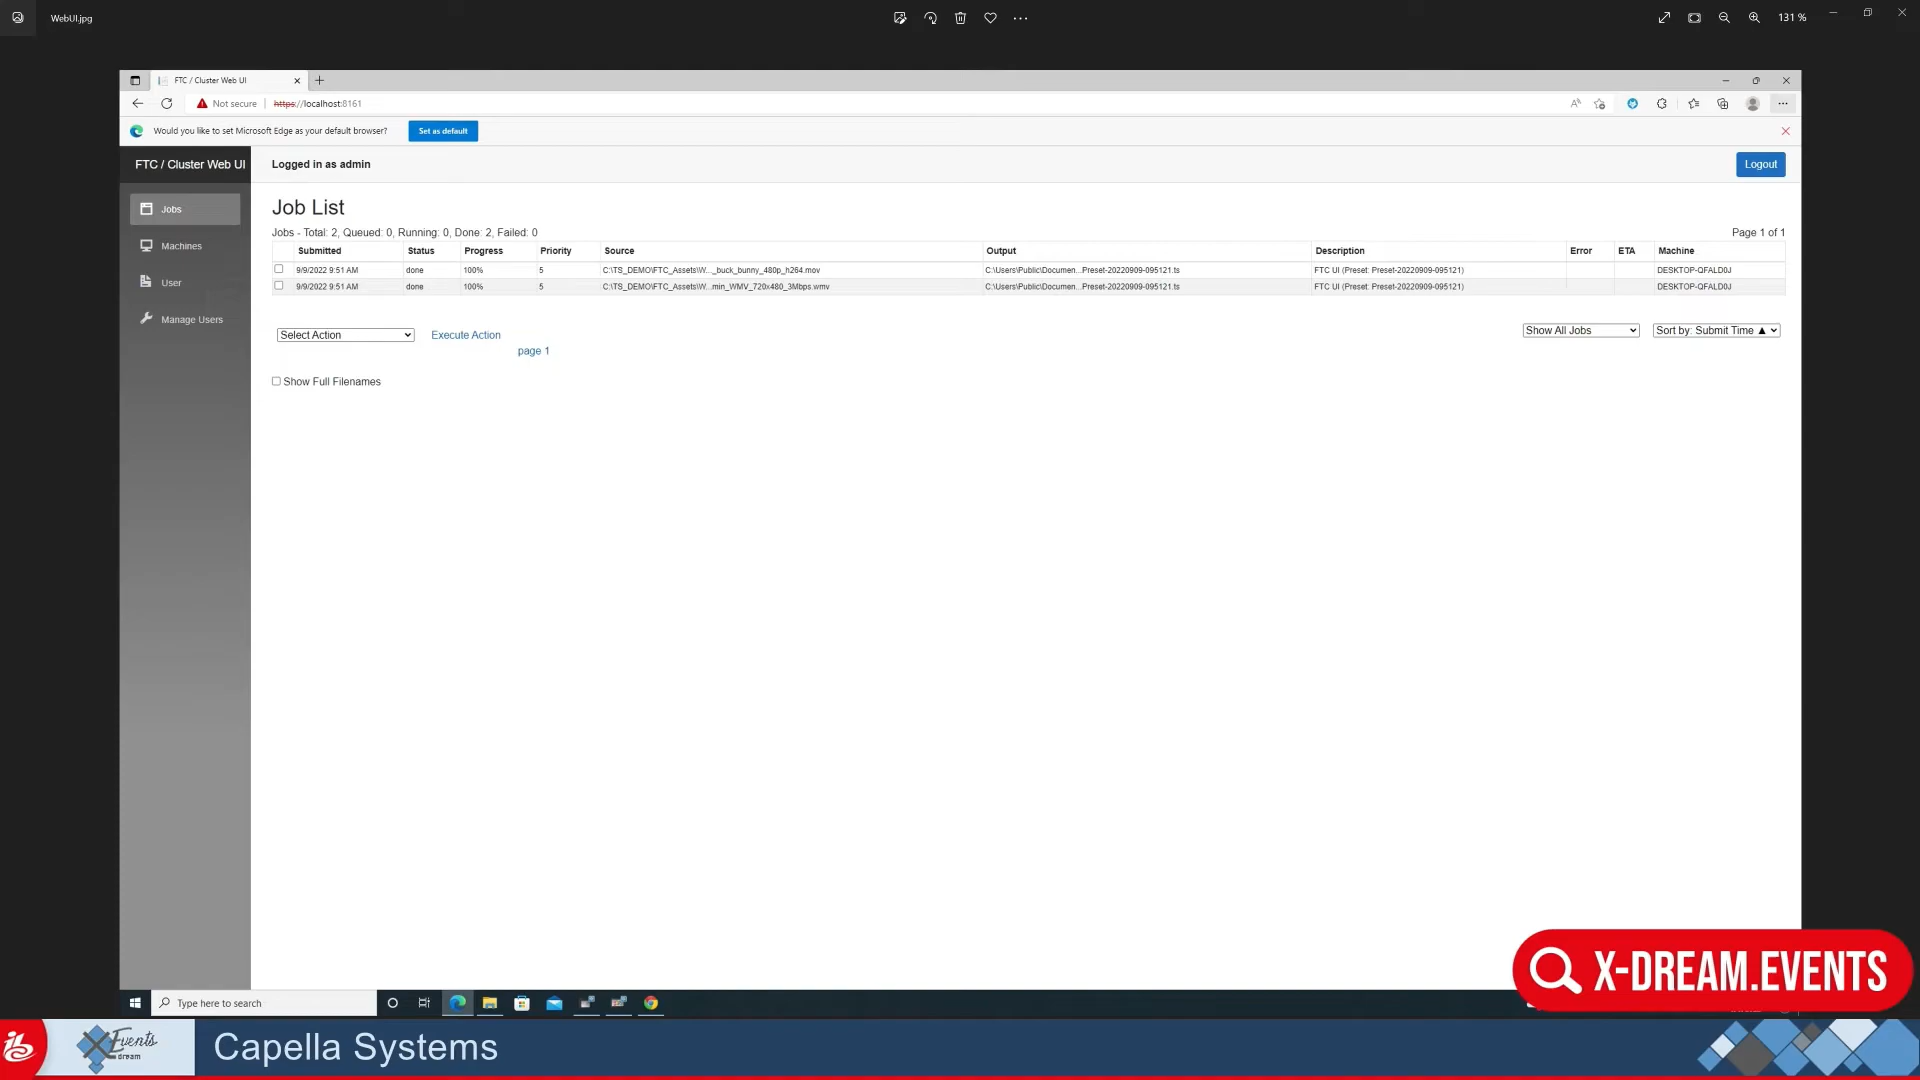 WebUI.jpg
131 %
FTC / Cluster Web UI
Not secure
https://localhost:8161
Would you like to set Microsoft Edge as your default browser?
Set as default
FTC / Cluster Web UI
Logged in as admin
Logout
Jobs
Machines
User
Manage Users
Job List
Jobs - Total: 2, Queued: 0, Running: 0, Done: 2, Failed: 0
Page 1 of 1
Submitted Status Progress Priority Source Output Description Error ETA Machine
9/9/2022 9:51 AM done 100% 5 C:\TS_DEMO\FTC_Assets\W..._buck_bunny_480p_h264.mov C:\Users\Public\Documen...Preset-20220909-095121.ts FTC UI (Preset: Preset-20220909-095121) DESKTOP-QFALD0J
9/9/2022 9:51 AM done 100% 5 C:\TS_DEMO\FTC_Assets\W...min_WMV_720x480_3Mbps.wmv C:\Users\Public\Documen...Preset-20220909-095121.ts FTC UI (Preset: Preset-20220909-095121) DESKTOP-QFALD0J
Select Action
Execute Action
Show All Jobs
Sort by: Submit Time ▲
page 1
Show Full Filenames
X-DREAM.EVENTS
Type here to search
ibc
X Events
dream
Capella Systems